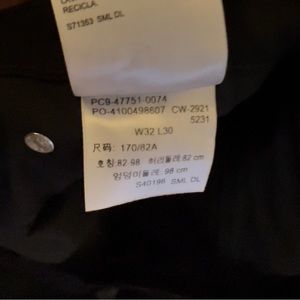 RECICLA.
S71353 SML DL
PC9-47751-0074
PO-4100498607 CW-2921
5231
W32 L30
尺码: 170/82A
호칭:82-98 허리둘레:82 cm
엉덩이둘레:98 cm
S40198 SML DL